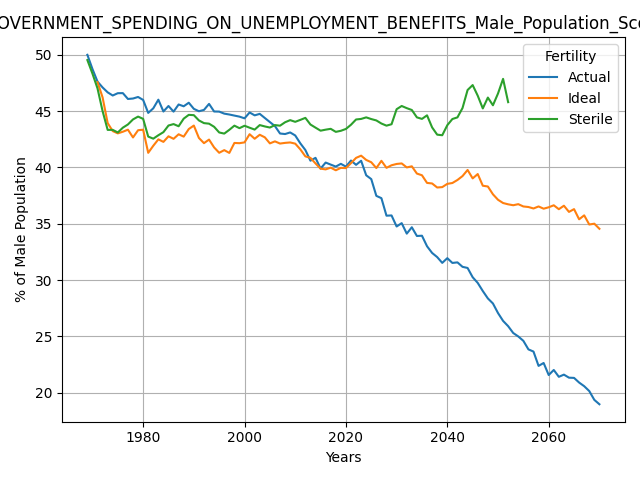 OVERNMENT_SPENDING_ON_UNEMPLOYMENT_BENEFITS_Male_Population_Sc
Fertility
Actual
Ideal
Sterile
50
45
40
35
30
25
20
% of Male Population
1980
2000
2020
2040
2060
Years